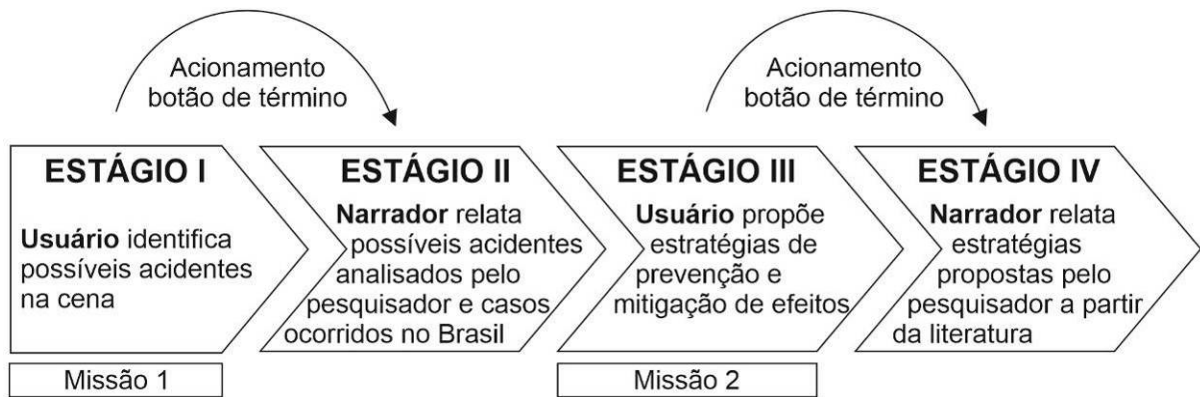 Acionamento
botão de término
Acionamento
botão de término
ESTÁGIO I
Usuário identifica
possíveis acidentes
na cena
ESTÁGIO II
Narrador relata
possíveis acidentes
analisados pelo
pesquisador e casos
ocorridos no Brasil
ESTÁGIO III
Usuário propõe
estratégias de
prevenção e
mitigação de efeitos
ESTÁGIO IV
Narrador relata
estratégias
propostas pelo
pesquisador a partir
da literatura
Missão 1
Missão 2